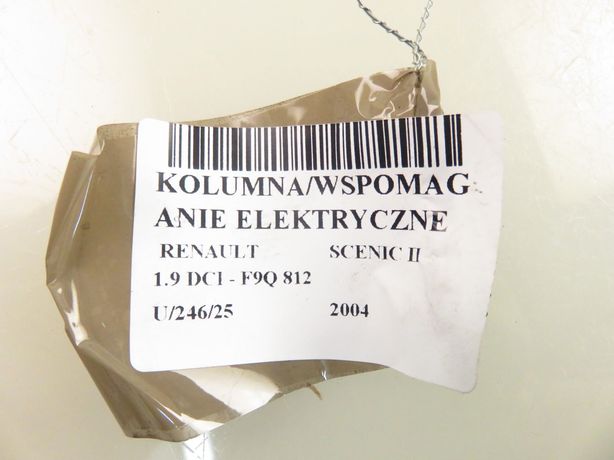 KOLUMNA/WSPOMAG
ANIE ELEKTRYCZNE
RENAULT SCENIC II
1.9 DCI - F9Q 812
U/246/25 2004